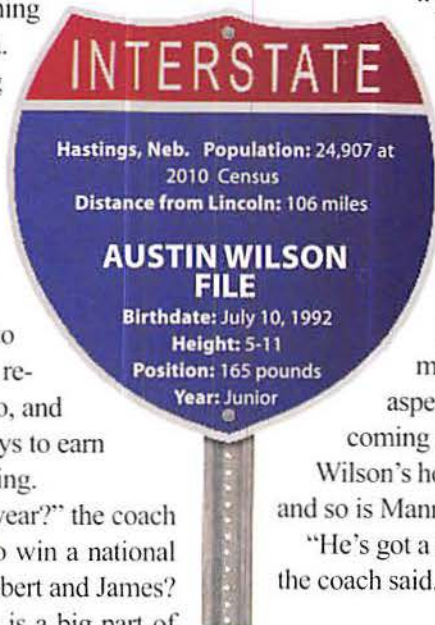 INTERSTATE
Hastings, Neb. Population: 24,907 at
2010 Census
Distance from Lincoln: 106 miles
AUSTIN WILSON
FILE
Birthdate: July 10, 1992
Height: 5-11
Position: 165 pounds
Year: Junior
o
re-
o, and
ys to earn
ing.
year?” the coach
o win a national
bert and James?
is a big part of
m
aspe
coming
Wilson's he
and so is Mann
“He's got a
the coach said.